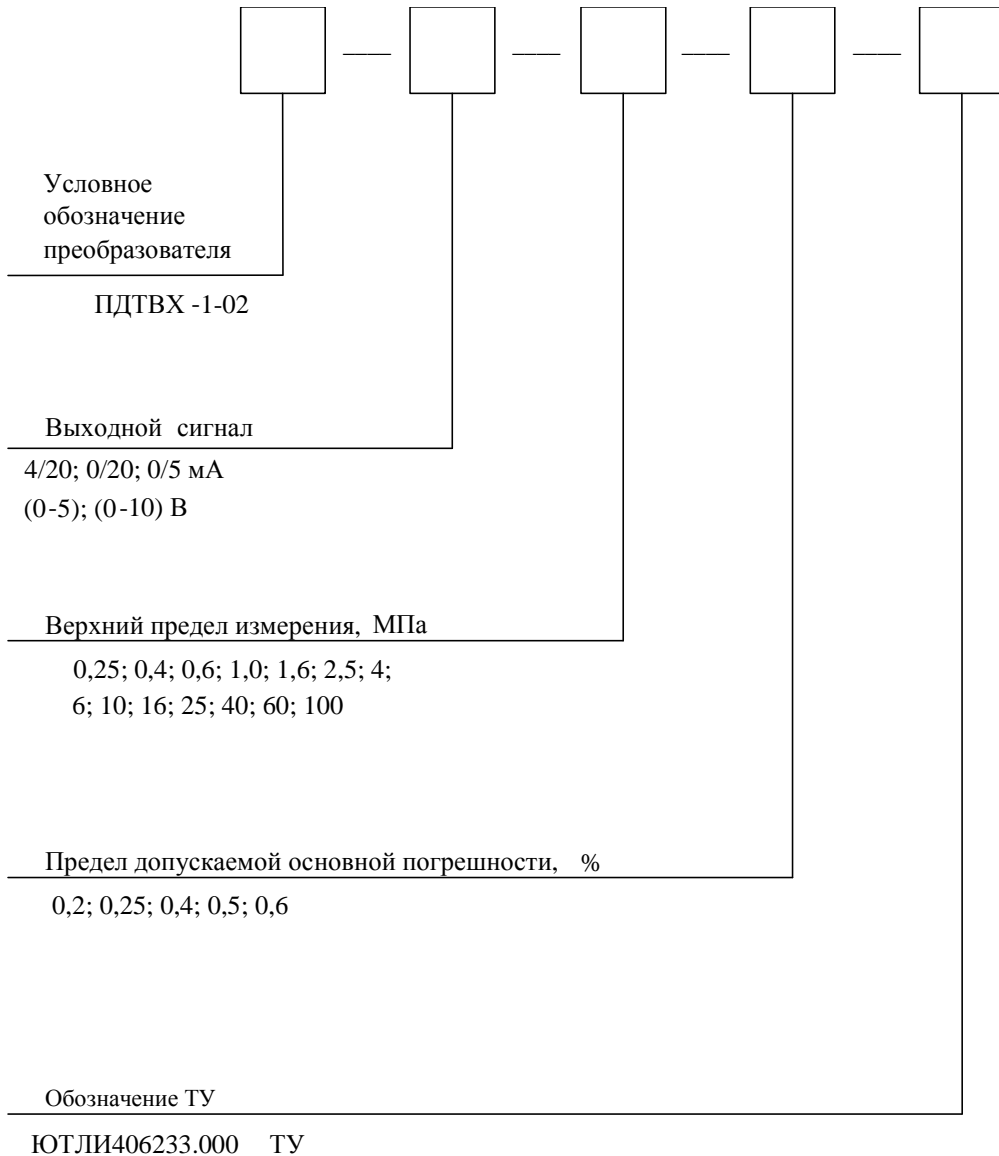 Условное
обозначение
преобразователя
ПДТВХ -1-02
Выходной сигнал
4/20; 0/20; 0/5 мА
(0-5); (0-10) В
Верхний предел измерения, МПа
0,25; 0,4; 0,6; 1,0; 1,6; 2,5; 4;
6; 10; 16; 25; 40; 60; 100
Предел допускаемой основной погрешности, %
0,2; 0,25; 0,4; 0,5; 0,6
Обозначение ТУ
ЮТЛИ406233.000 ТУ